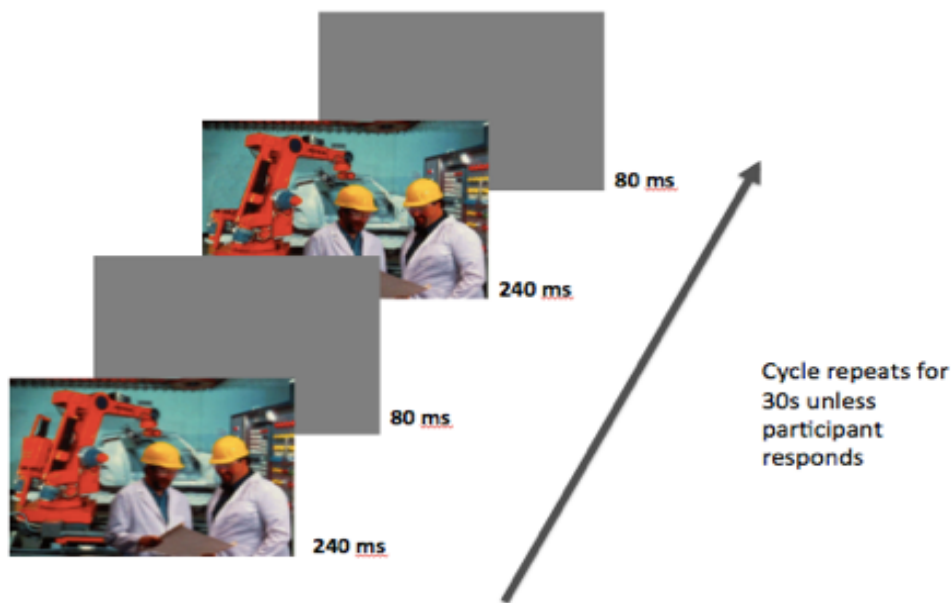 80 ms
240 ms
80 ms
240 ms
Cycle repeats for
30s unless
participant
responds